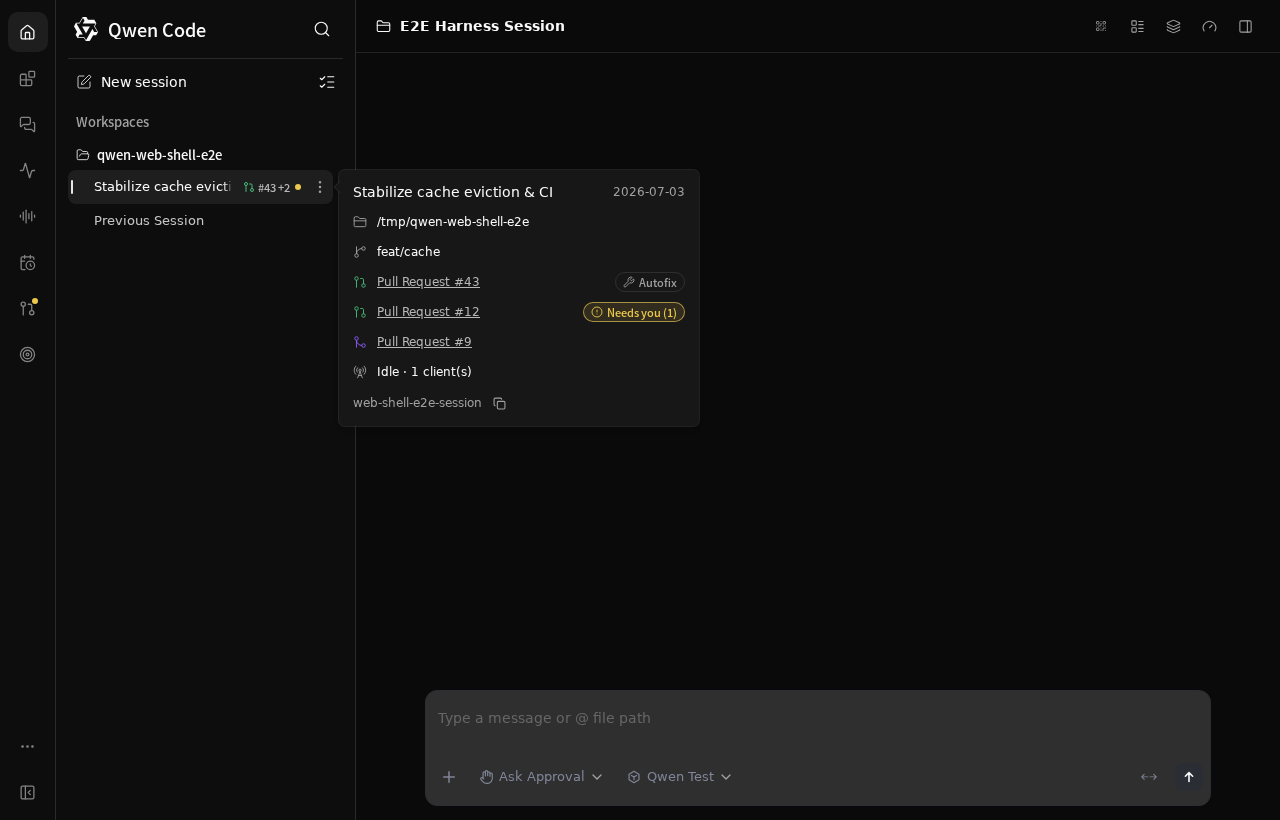 Qwen Code
E2E Harness Session
New session
Workspaces
qwen-web-shell-e2e
Stabilize cache evicti #43 +2
Previous Session
Stabilize cache eviction & CI 2026-07-03
/tmp/qwen-web-shell-e2e
feat/cache
Pull Request #43 Autofix
Pull Request #12 Needs you (1)
Pull Request #9
Idle · 1 client(s)
web-shell-e2e-session
Type a message or @ file path
Ask Approval Qwen Test